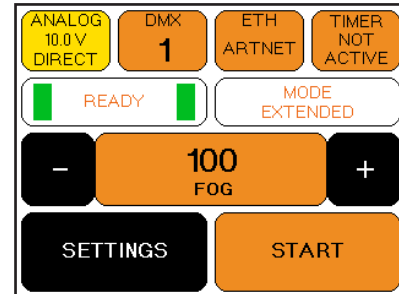 ANALOG
10.0 V
DIRECT
DMX
1
ETH
ARTNET
TIMER
NOT
ACTIVE
READY
MODE
EXTENDED
-
100
FOG
+
SETTINGS
START